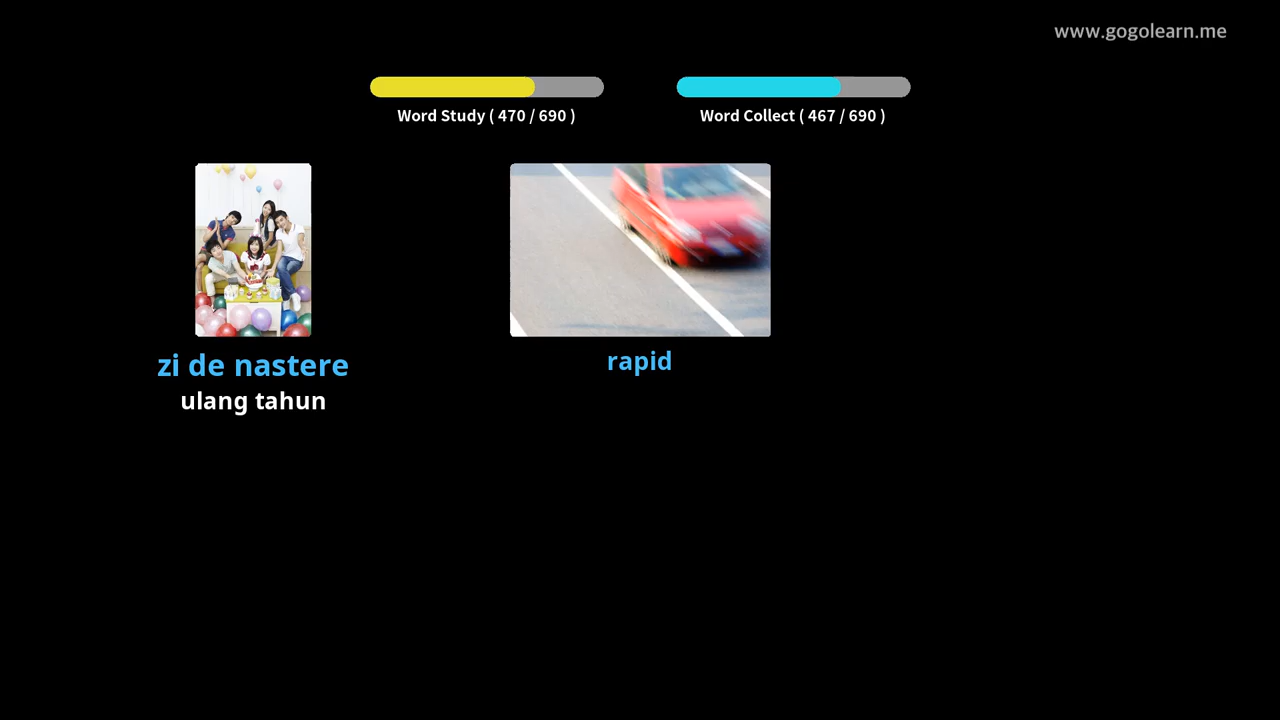 www.gogolearn.me
Word Study ( 470 / 690 )
Word Collect ( 467 / 690 )
zi de nastere
ulang tahun
rapid